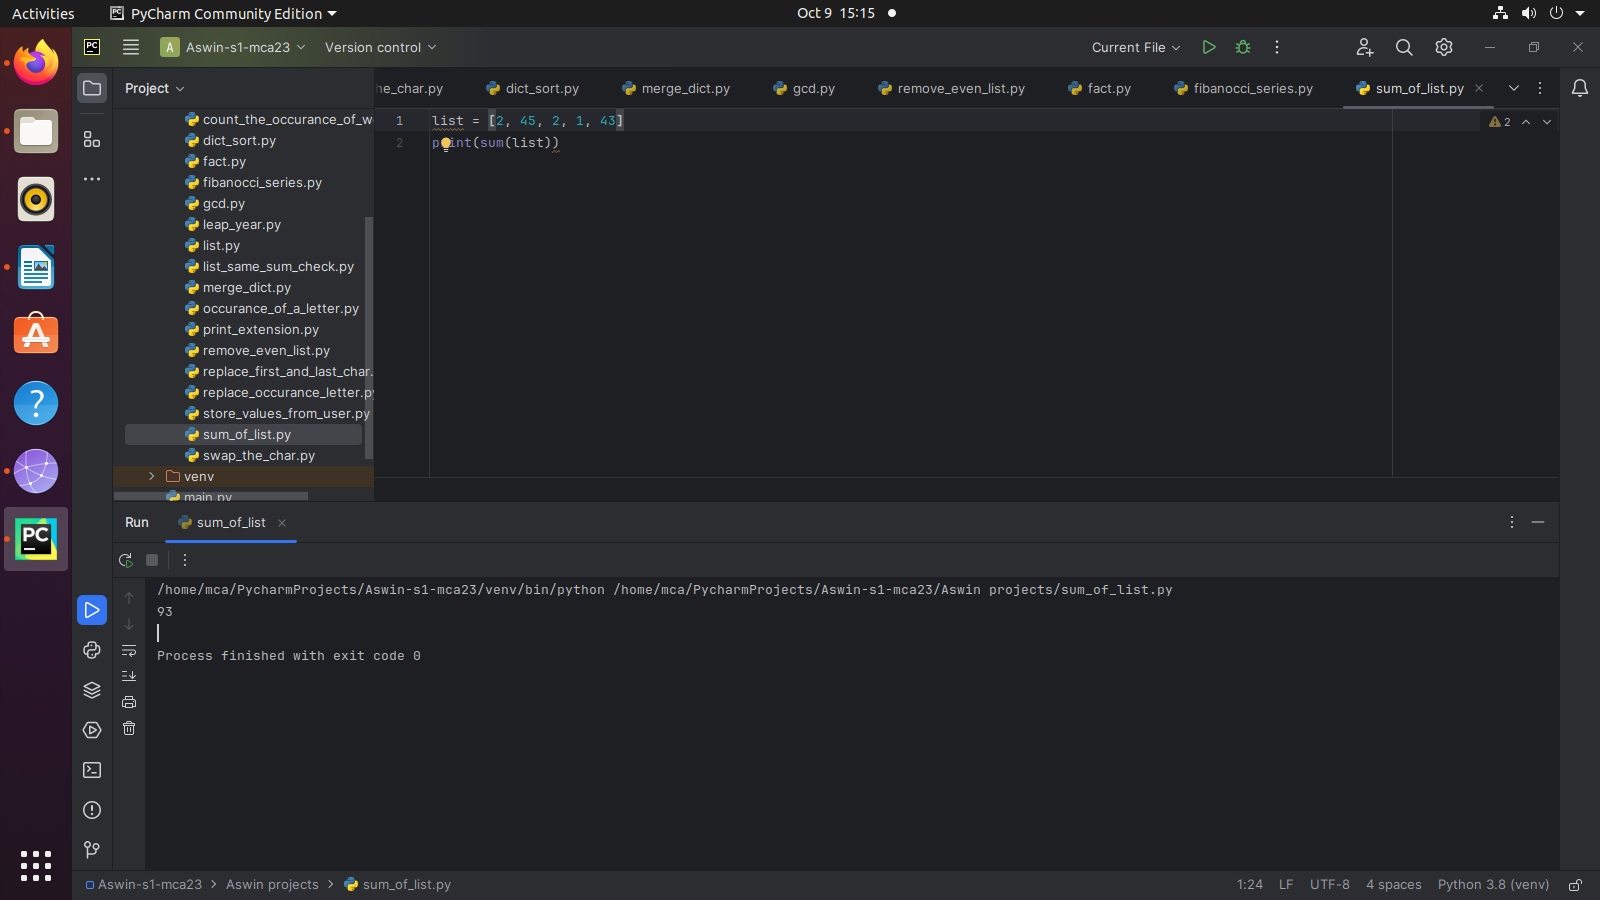 Activities
PyCharm Community Edition
Oct 9 15:15
PC
A
Aswin-s1-mca23
Version control
Current File
Project
he_char.py
dict_sort.py
merge_dict.py
gcd.py
remove_even_list.py
fact.py
fibanocci_series.py
sum_of_list.py
count_the_occurance_of_w
dict_sort.py
fact.py
fibanocci_series.py
gcd.py
leap_year.py
list.py
list_same_sum_check.py
merge_dict.py
occurance_of_a_letter.py
print_extension.py
remove_even_list.py
replace_first_and_last_char.
replace_occurance_letter.py
store_values_from_user.py
sum_of_list.py
swap_the_char.py
venv
main.py
1 list = [2, 45, 2, 1, 43]
2 print(sum(list))
2
PC
Run
sum_of_list
/home/mca/PycharmProjects/Aswin-s1-mca23/venv/bin/python /home/mca/PycharmProjects/Aswin-s1-mca23/Aswin projects/sum_of_list.py
93
Process finished with exit code 0
Aswin-s1-mca23 > Aswin projects > sum_of_list.py
1:24 LF UTF-8 4 spaces Python 3.8 (venv)